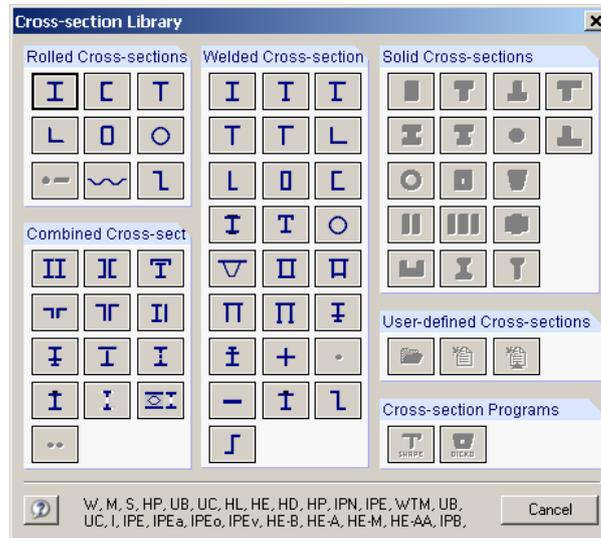 Cross-section Library
Rolled Cross-sections
Welded Cross-section
Solid Cross-sections
Combined Cross-sect
User-defined Cross-sections
Cross-section Programs
SHAPE
DICKQ
W, M, S, HP, UB, UC, HL, HE, HD, HP, IPN, IPE, WTM, UB,
UC, I, IPE, IPEa, IPEo, IPEv, HE-B, HE-A, HE-M, HE-AA, IPB,
Cancel